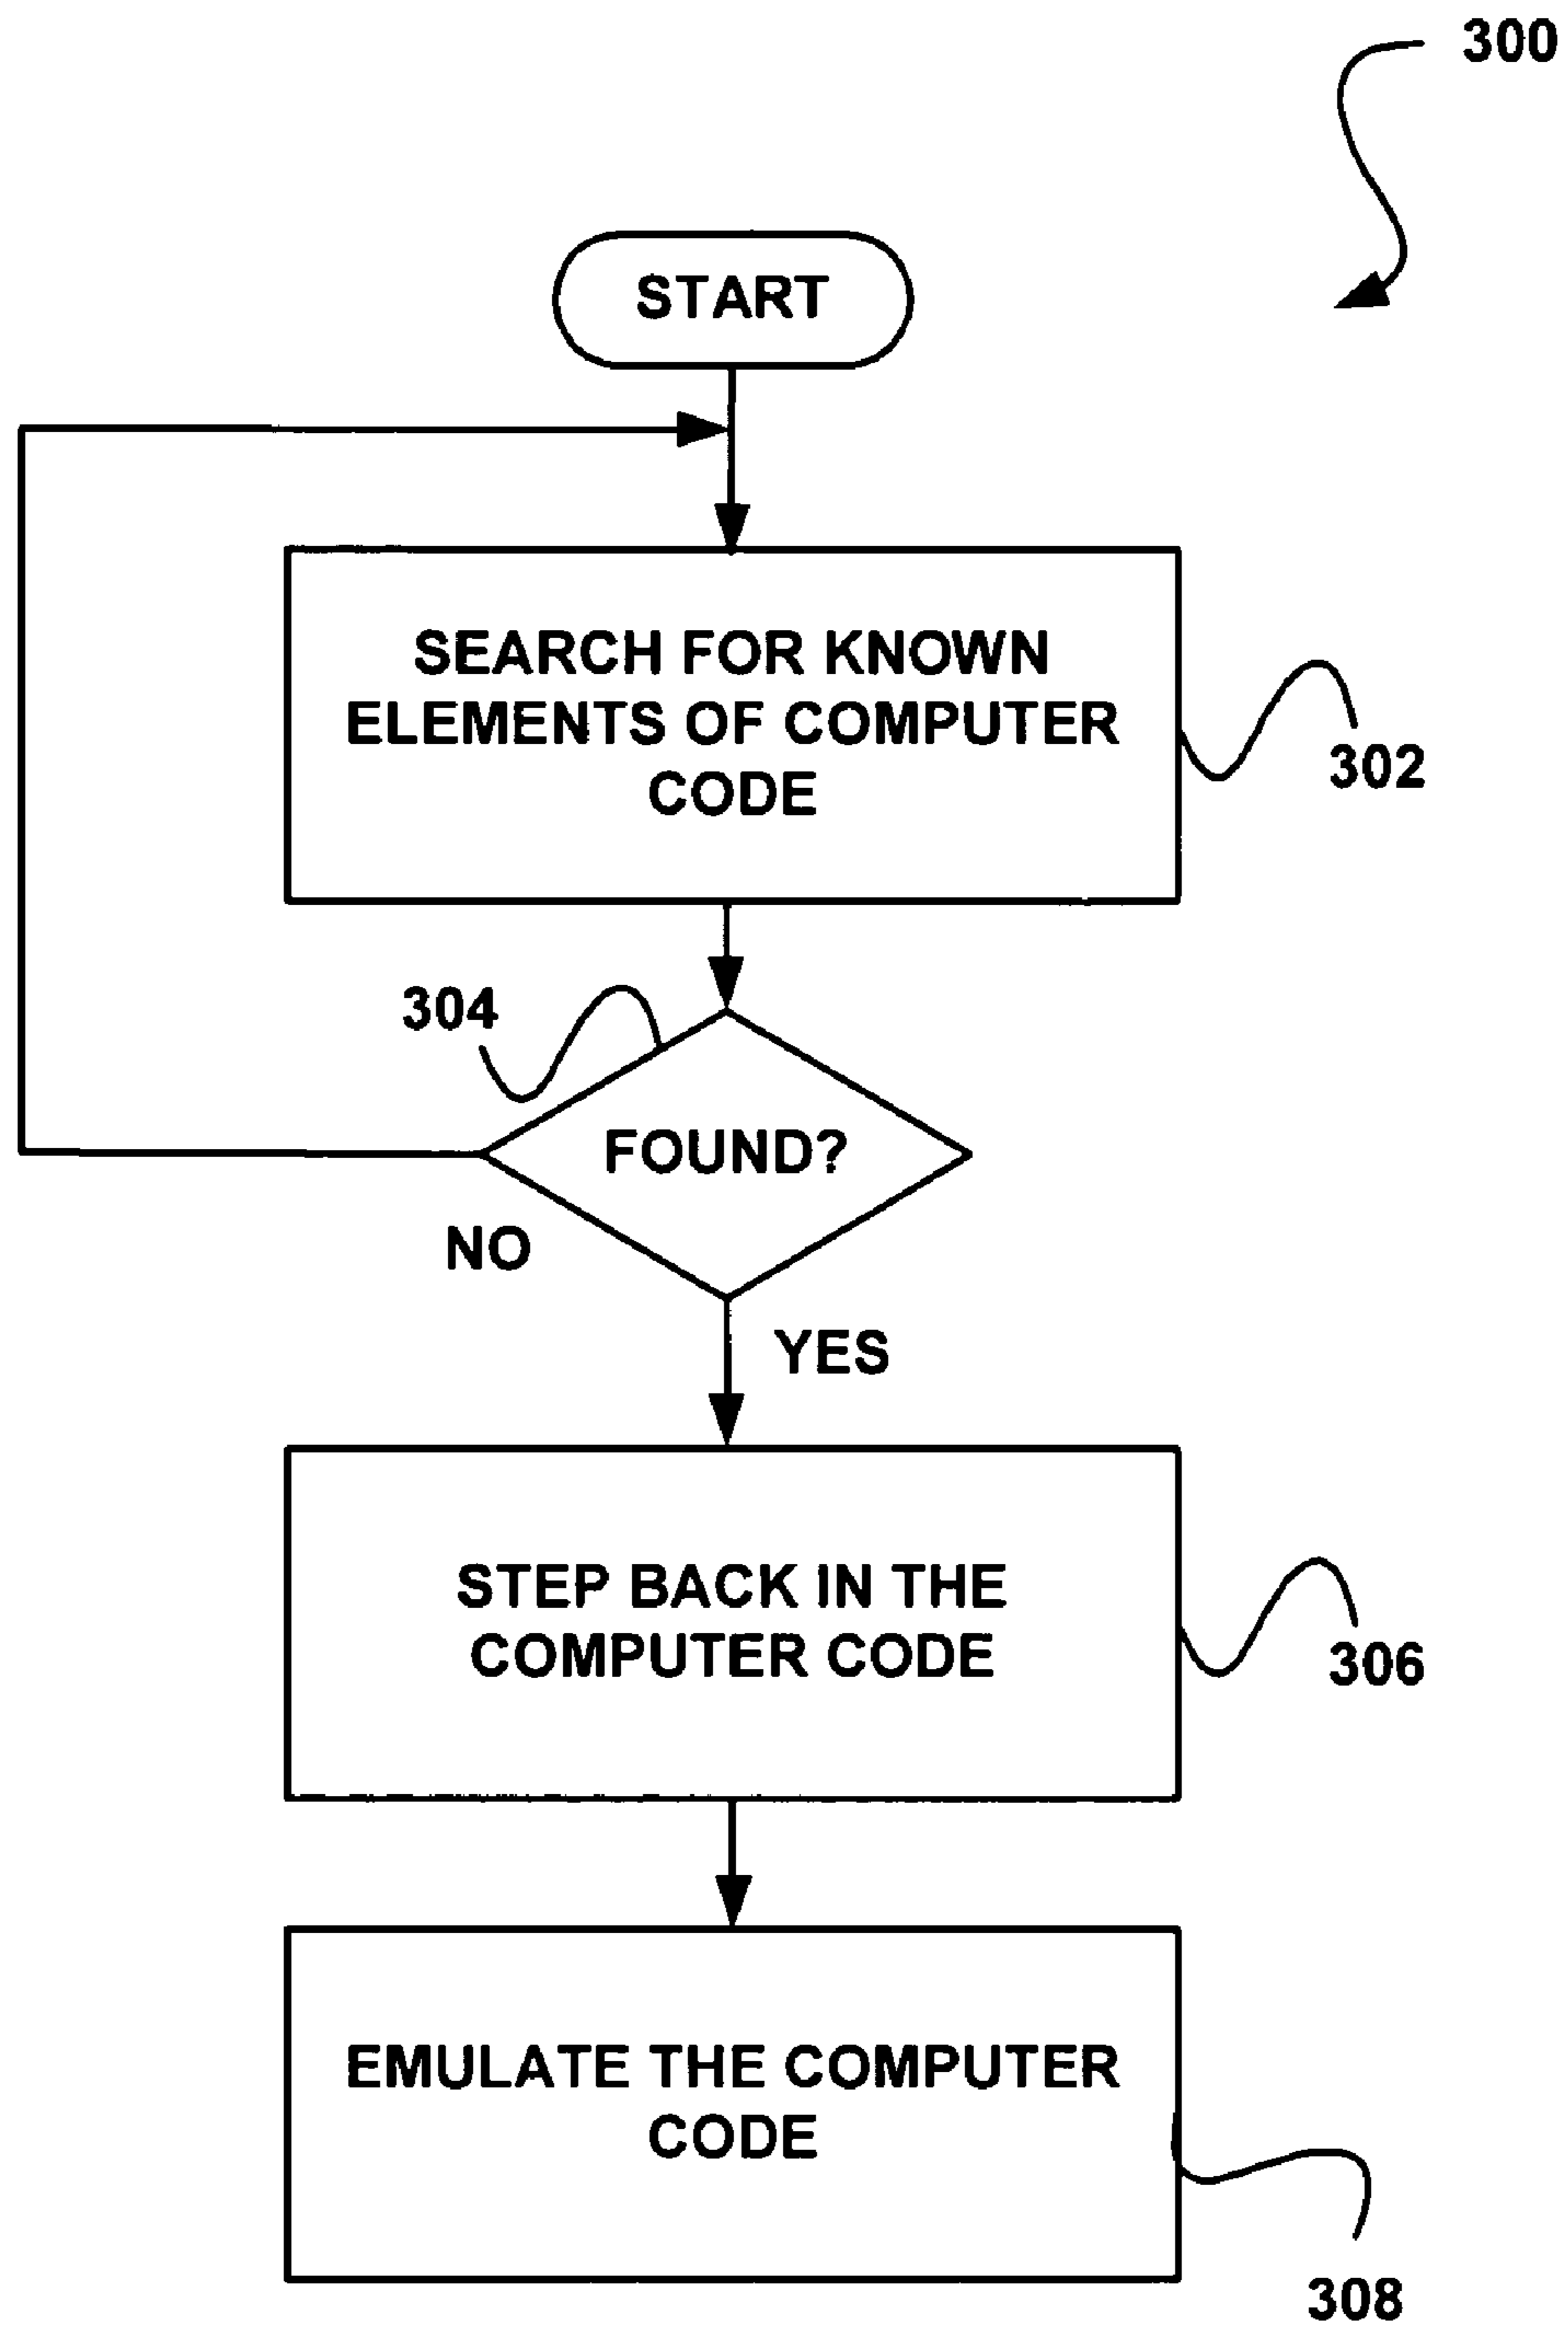 300
START
SEARCH FOR KNOWN
ELEMENTS OF COMPUTER
CODE
302
304
FOUND?
NO
YES
STEP BACK IN THE
COMPUTER CODE
306
EMULATE THE COMPUTER
CODE
308